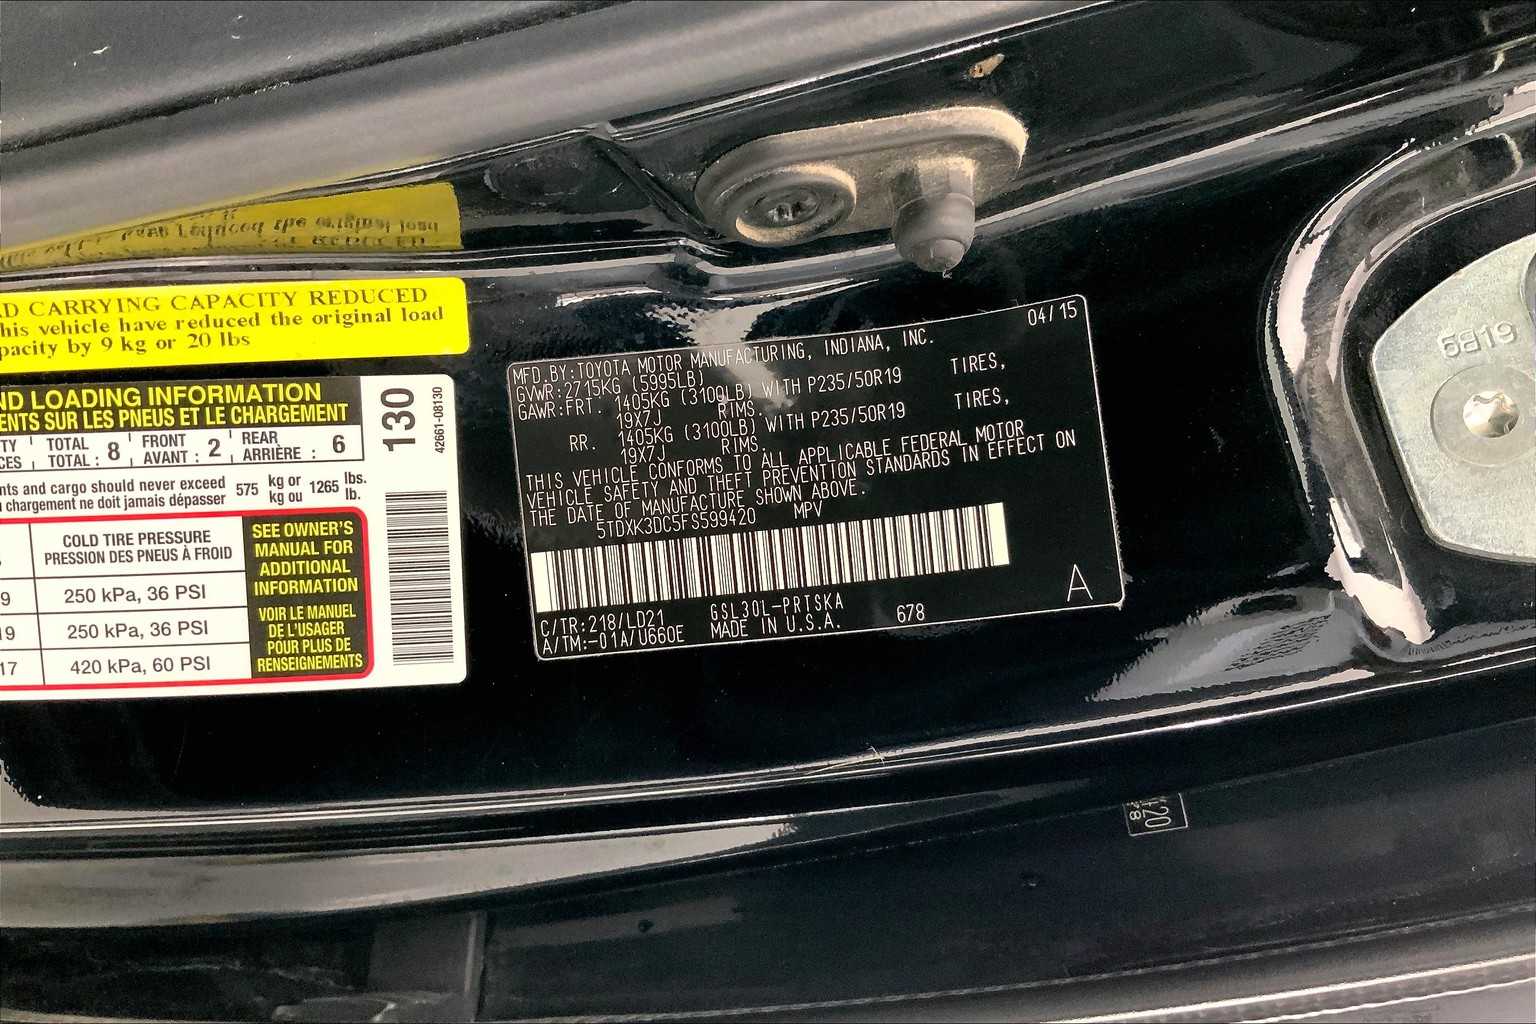 AD CARRYING CAPACITY REDUCED
his vehicle have reduced the original load
pacity by 9 kg or 20 lbs
ND LOADING INFORMATION
ENTS SUR LES PNEUS ET LE CHARGEMENT
TY TOTAL FRONT REAR
CES TOTAL : 8 AVANT : 2 ARRIÈRE : 6
nts and cargo should never exceed 575 kg or 1265 lbs.
chargement ne doit jamais dépasser kg ou lb.
COLD TIRE PRESSURE
PRESSION DES PNEUS À FROID
9 250 kPa, 36 PSI
19 250 kPa, 36 PSI
17 420 kPa, 60 PSI
SEE OWNER'S
MANUAL FOR
ADDITIONAL
INFORMATION
VOIR LE MANUEL
DE L'USAGER
POUR PLUS DE
RENSEIGNEMENTS
130
42661-08130
MFD.BY:TOYOTA MOTOR MANUFACTURING, INDIANA, INC. 04/15
GVWR:2715KG (5995LB)
GAWR:FRT. 1405KG (3100LB) WITH P235/50R19 TIRES,
19X7J RIMS.
RR. 1405KG (3100LB) WITH P235/50R19 TIRES,
19X7J RIMS.
THIS VEHICLE CONFORMS TO ALL APPLICABLE FEDERAL MOTOR
VEHICLE SAFETY AND THEFT PREVENTION STANDARDS IN EFFECT ON
THE DATE OF MANUFACTURE SHOWN ABOVE.
5TDXK3DC5FS599420 MPV
C/TR:218/LD21 GSL30L-PRTSKA
A/TM:-01A/U660E MADE IN U.S.A. 678
A
6B19